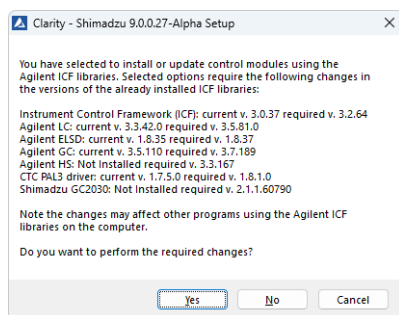 Clarity - Shimadzu 9.0.0.27-Alpha Setup
You have selected to install or update control modules using the
Agilent ICF libraries. Selected options require the following changes in
the versions of the already installed ICF libraries:
Instrument Control Framework (ICF): current v. 3.0.37 required v. 3.2.64
Agilent LC: current v. 3.3.42.0 required v. 3.5.81.0
Agilent ELSD: current v. 1.8.35 required v. 1.8.37
Agilent GC: current v. 3.5.110 required v. 3.7.189
Agilent HS: Not Installed required v. 3.3.167
CTC PAL3 driver: current v. 1.7.5.0 required v. 1.8.1.0
Shimadzu GC2030: Not Installed required v. 2.1.1.60790
Note the changes may affect other programs using the Agilent ICF
libraries on the computer.
Do you want to perform the required changes?
Yes No Cancel